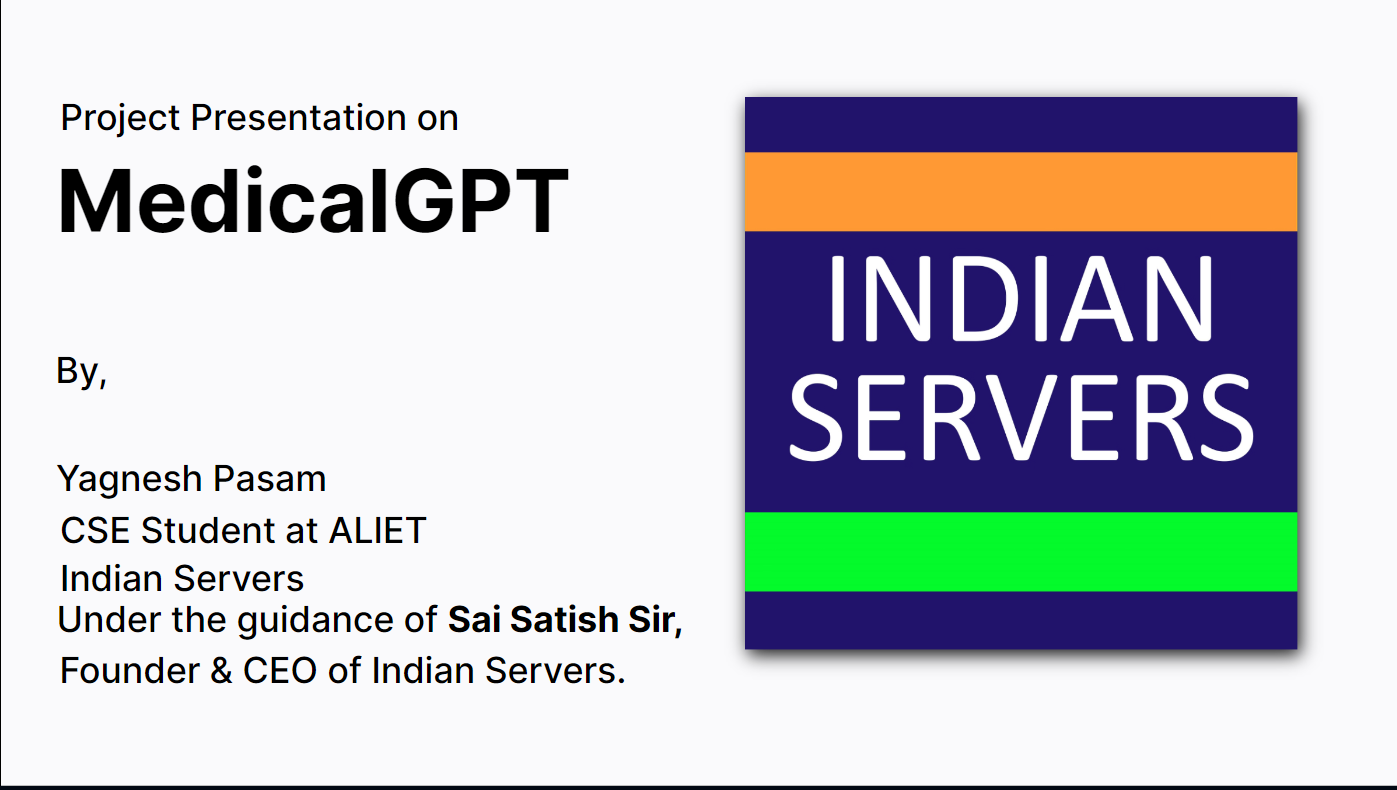 Project Presentation on
MedicalGPT
By,
Yagnesh Pasam
CSE Student at ALIET
Indian Servers
Under the guidance of Sai Satish Sir,
Founder & CEO of Indian Servers.
INDIAN
SERVERS